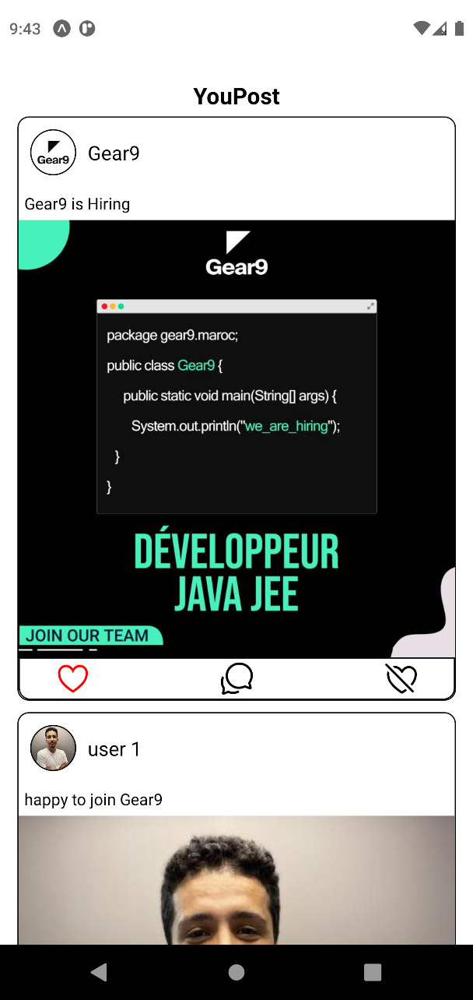 9:43
YouPost
Gear9
Gear9
Gear9 is Hiring
Gear9
package gear9.maroc;
public class Gear9 {
public static void main(String[] args) {
System.out.println("we_are_hiring");
}
}
DÉVELOPPEUR
JAVA JEE
JOIN OUR TEAM
user 1
happy to join Gear9